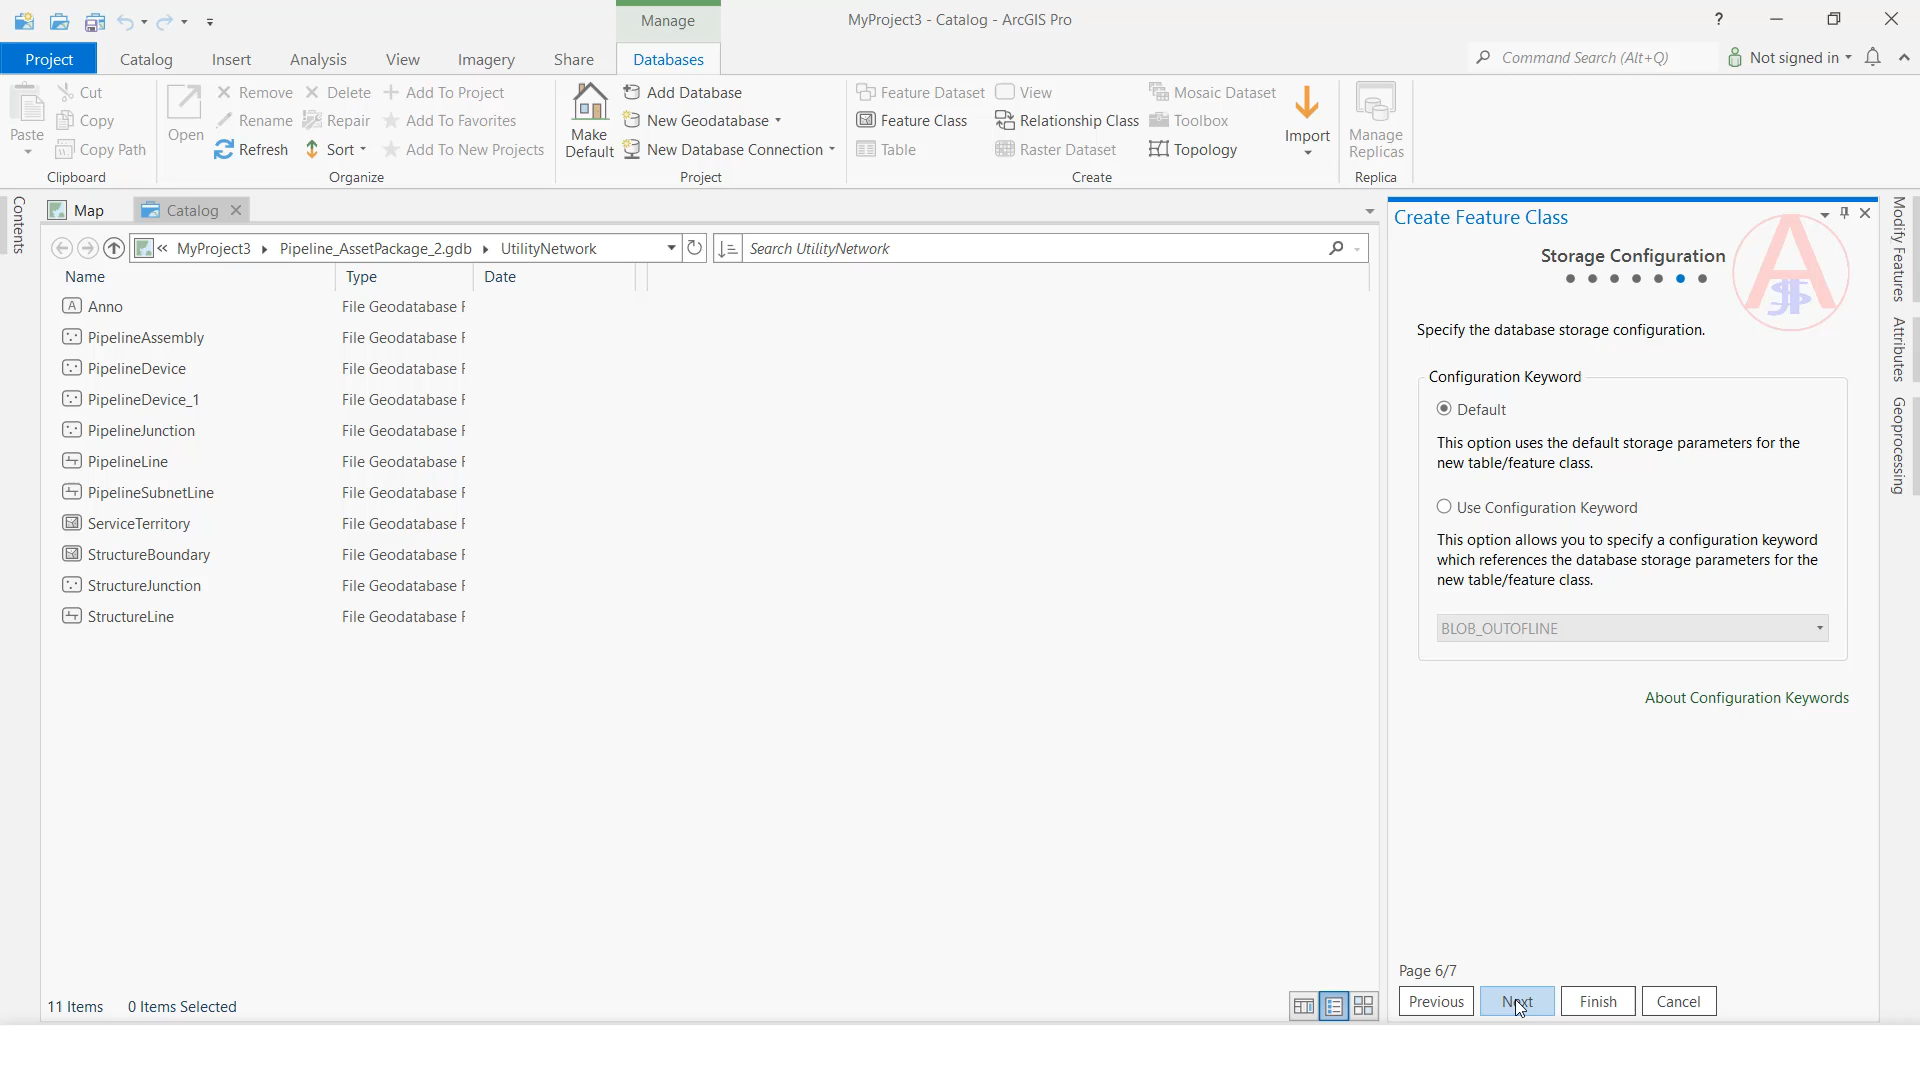 MyProject3 - Catalog - ArcGIS Pro
Manage
?
Project Catalog Insert Analysis View Imagery Share Databases
Command Search (Alt+Q)
Not signed in
Paste
Cut
Copy
Copy Path
Clipboard
Open
Remove Delete Add To Project
Rename Repair Add To Favorites
Refresh Sort Add To New Projects
Organize
Make
Default
Add Database
New Geodatabase
New Database Connection
Project
Feature Dataset View Mosaic Dataset
Feature Class Relationship Class Toolbox
Table Raster Dataset Topology
Import
Create
Manage
Replicas
Replica
Contents
Map
Catalog
« MyProject3 Pipeline_AssetPackage_2.gdb UtilityNetwork
Search UtilityNetwork
Name Type Date
A Anno File Geodatabase F
PipelineAssembly File Geodatabase F
PipelineDevice File Geodatabase F
PipelineDevice_1 File Geodatabase F
PipelineJunction File Geodatabase F
PipelineLine File Geodatabase F
PipelineSubnetLine File Geodatabase F
ServiceTerritory File Geodatabase F
StructureBoundary File Geodatabase F
StructureJunction File Geodatabase F
StructureLine File Geodatabase F
11 Items 0 Items Selected
Create Feature Class
Storage Configuration
Specify the database storage configuration.
Configuration Keyword
Default
This option uses the default storage parameters for the
new table/feature class.
Use Configuration Keyword
This option allows you to specify a configuration keyword
which references the database storage parameters for the
new table/feature class.
BLOB_OUTOFLINE
About Configuration Keywords
Page 6/7
Previous Next Finish Cancel
Modify Features
Attributes
Geoprocessing